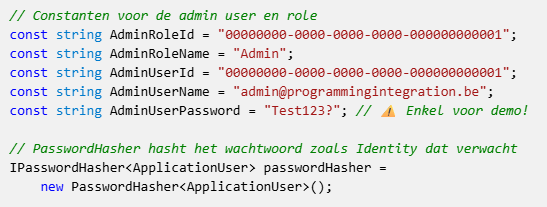 // Constanten voor de admin user en role
const string AdminRoleId = "00000000-0000-0000-0000-000000000001";
const string AdminRoleName = "Admin";
const string AdminUserId = "00000000-0000-0000-0000-000000000001";
const string AdminUserName = "admin@programmingintegration.be";
const string AdminUserPassword = "Test123?"; // ⚠️ Enkel voor demo!
// PasswordHasher hasht het wachtwoord zoals Identity dat verwacht
IPasswordHasher<ApplicationUser> passwordHasher =
new PasswordHasher<ApplicationUser>();